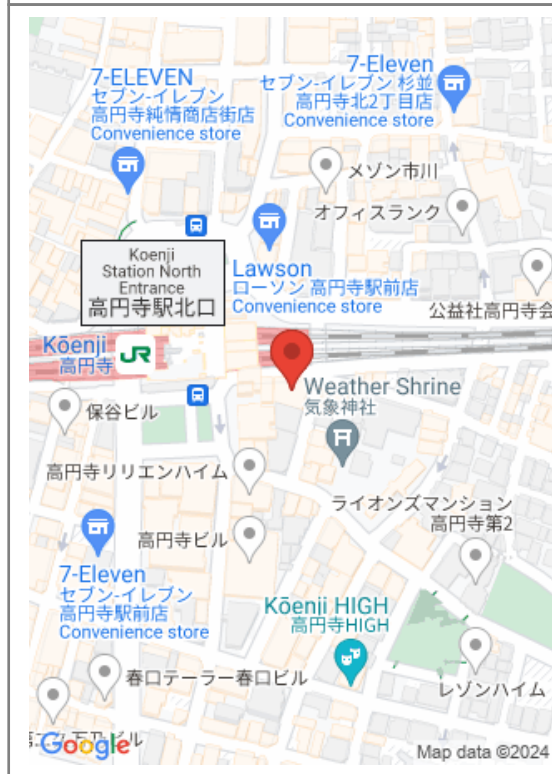 7-ELEVEN
セブン-イレブン
高円寺純情商店街店
Convenience store
7-Eleven
セブン-イレブン 杉並
高円寺北2丁目店
Convenience store
メゾン市川
オフィスランク
Koenji
Station North
Entrance
高円寺駅北口
Lawson
ローソン 高円寺駅前店
Convenience store
公益社高円寺会
Kōenji
高円寺
JR
Weather Shrine
気象神社
保谷ビル
高円寺リリエンハイム
ライオンズマンション
高円寺第2
高円寺ビル
7-Eleven
セブン-イレブン
高円寺駅前店
Convenience store
Kōenji HIGH
高円寺HIGH
春口テーラー春口ビル
レゾンハイム
Google
Map data ©2024